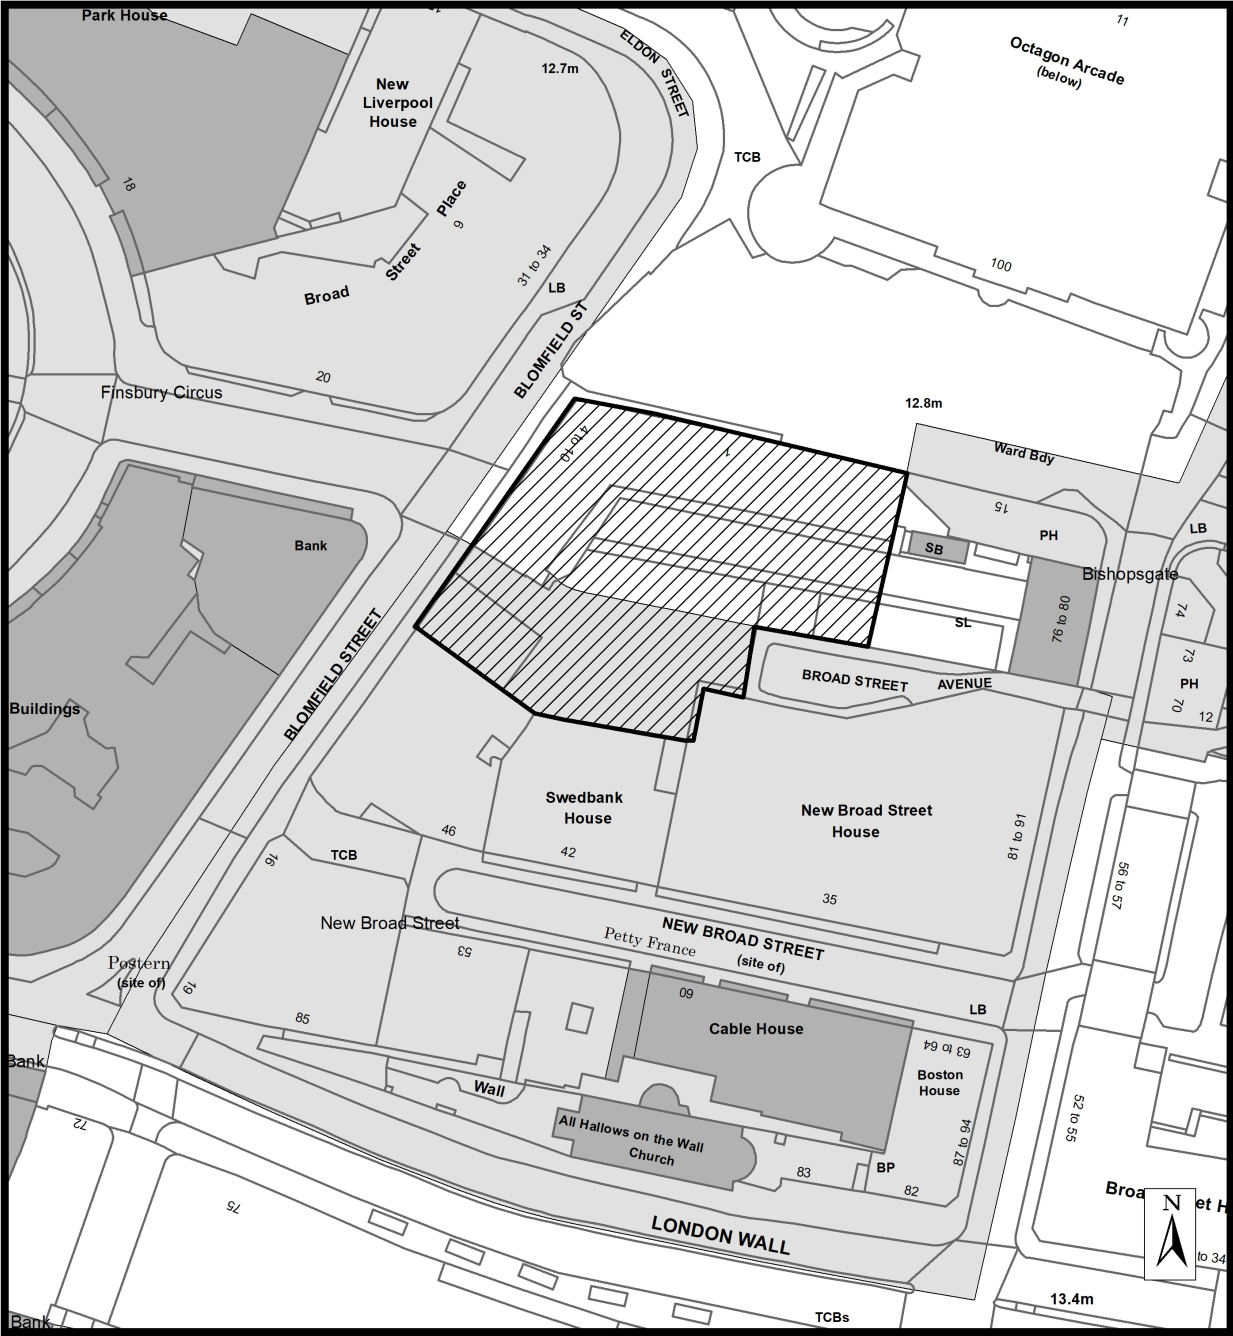 Park House
11
ELDON STREET
12.7m
Octagon Arcade
(below)
New
Liverpool
House
TCB
18
Place
9
Street
31 to 34
Broad
LB
100
BLOMFIELD ST
20
Finsbury Circus
12.8m
4 to 10
1
Ward Bdy
15
PH
LB
Bank
SB
Bishopsgate
76 to 80
74
SL
BLOMFIELD STREET
73
BROAD STREET AVENUE
PH
70
12
Buildings
Swedbank
House
New Broad Street
House
46
81 to 91
42
TCB
16
56 to 57
35
New Broad Street
NEW BROAD STREET
Petty France
(site of)
53
Postern
(site of)
19
60
LB
85
Cable House
63 to 64
Bank
Boston
House
Wall
52 to 55
72
All Hallows on the Wall
Church
87 to 94
BP
83
82
75
Broa
et H
N
LONDON WALL
to 34
13.4m
TCBs
Bank